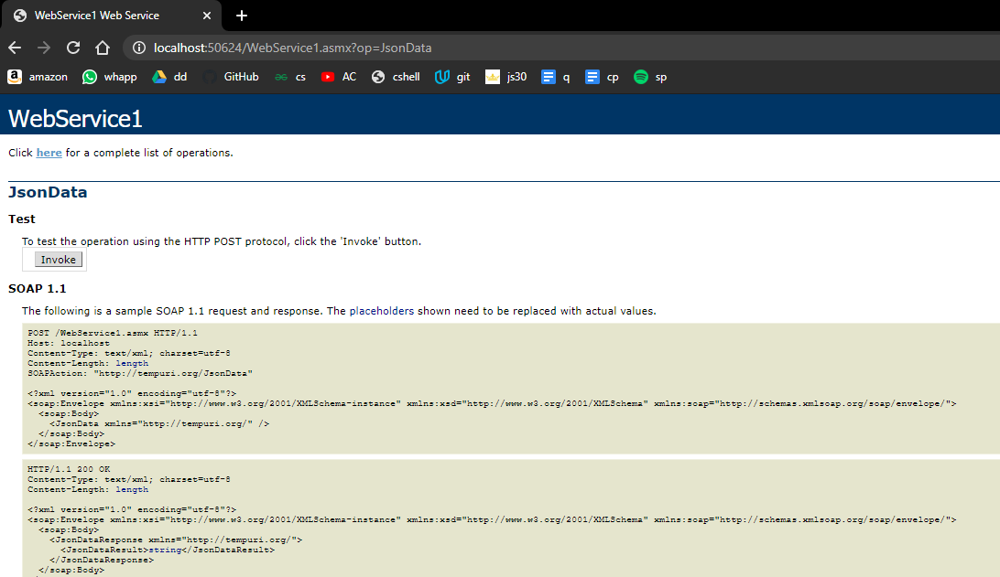 WebService1 Web Service
localhost:50624/WebService1.asmx?op=JsonData
amazon whapp dd GitHub cs AC cshell git js30 q cp sp
WebService1
Click here for a complete list of operations.
JsonData
Test
To test the operation using the HTTP POST protocol, click the 'Invoke' button.
Invoke
SOAP 1.1
The following is a sample SOAP 1.1 request and response. The placeholders shown need to be replaced with actual values.
POST /WebService1.asmx HTTP/1.1
Host: localhost
Content-Type: text/xml; charset=utf-8
Content-Length: length
SOAPAction: "http://tempuri.org/JsonData"
<?xml version="1.0" encoding="utf-8"?>
<soap:Envelope xmlns:xsi="http://www.w3.org/2001/XMLSchema-instance" xmlns:xsd="http://www.w3.org/2001/XMLSchema" xmlns:soap="http://schemas.xmlsoap.org/soap/envelope/">
<soap:Body>
<JsonData xmlns="http://tempuri.org/" />
</soap:Body>
</soap:Envelope>
HTTP/1.1 200 OK
Content-Type: text/xml; charset=utf-8
Content-Length: length
<?xml version="1.0" encoding="utf-8"?>
<soap:Envelope xmlns:xsi="http://www.w3.org/2001/XMLSchema-instance" xmlns:xsd="http://www.w3.org/2001/XMLSchema" xmlns:soap="http://schemas.xmlsoap.org/soap/envelope/">
<soap:Body>
<JsonDataResponse xmlns="http://tempuri.org/">
<JsonDataResult>string</JsonDataResult>
</JsonDataResponse>
</soap:Body>